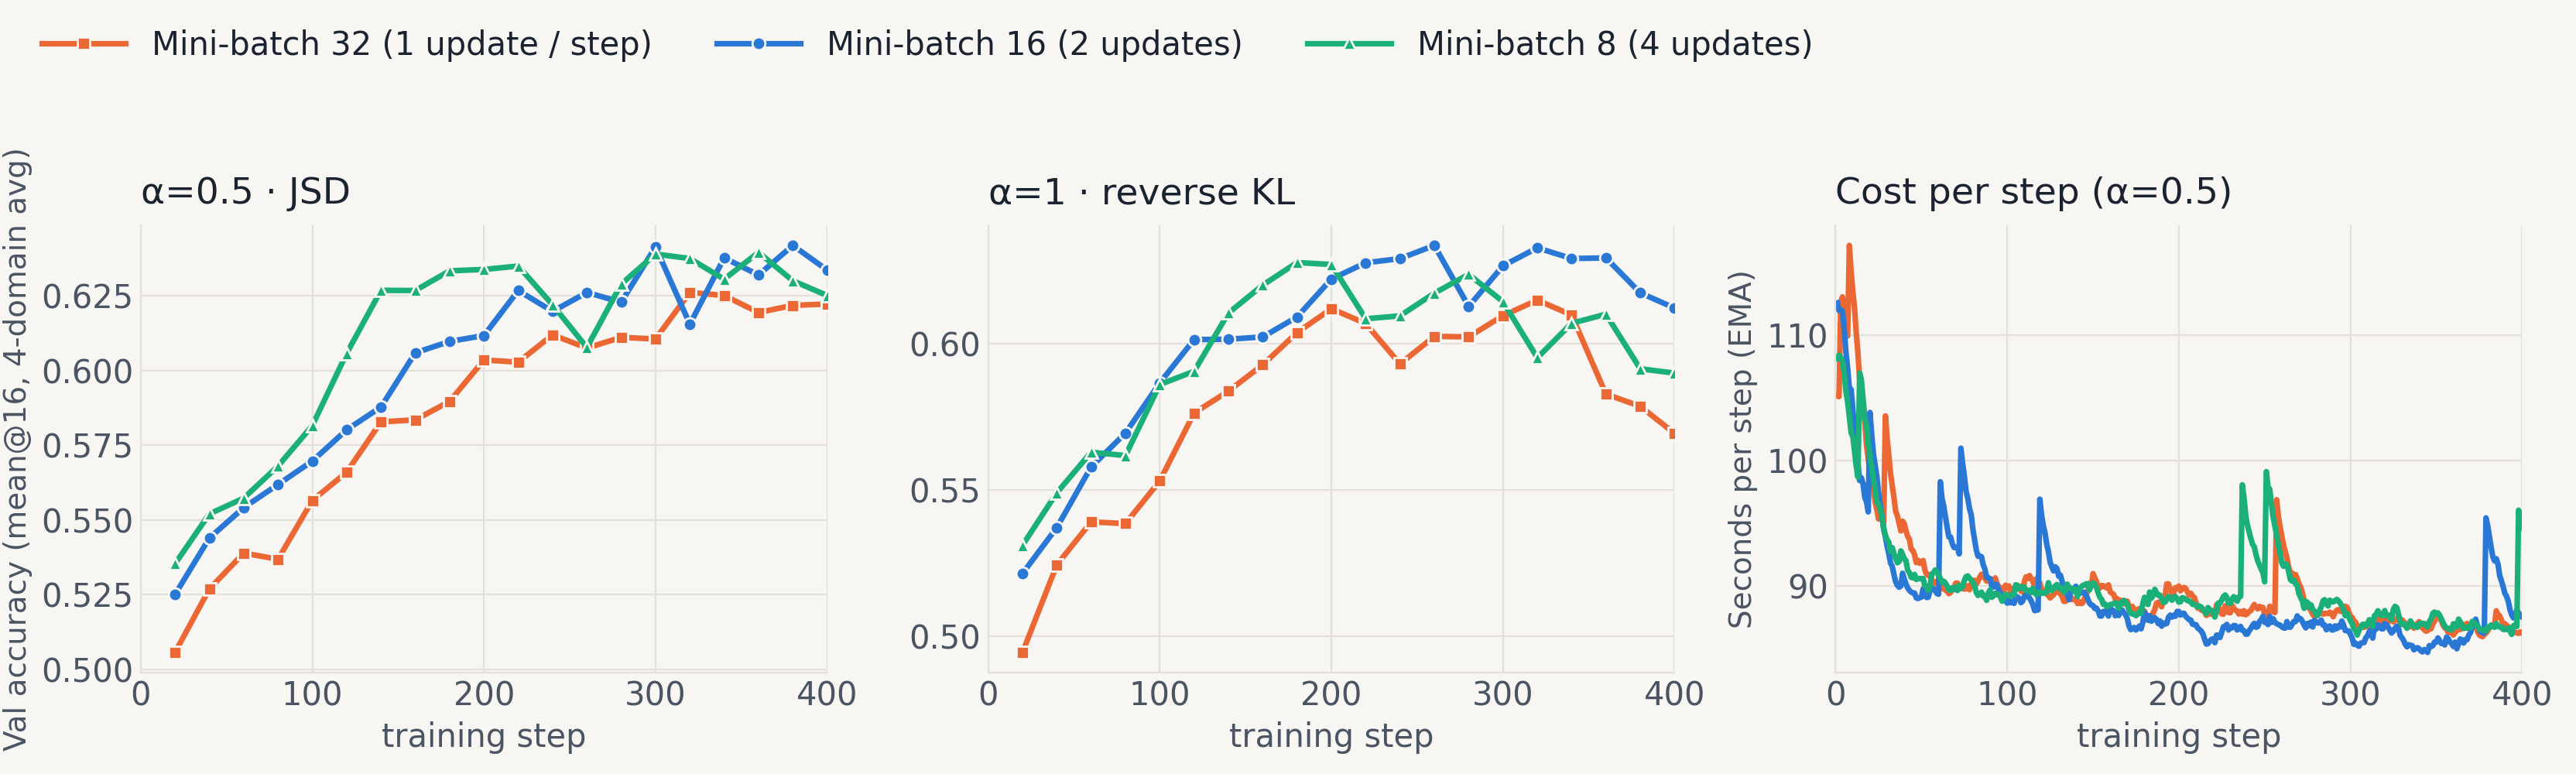 Mini-batch 32 (1 update / step)
Mini-batch 16 (2 updates)
Mini-batch 8 (4 updates)
α=0.5 · JSD
Val accuracy (mean@16, 4-domain avg)
0.625
0.600
0.575
0.550
0.525
0.500
0
100
200
300
400
training step
α=1 · reverse KL
0.60
0.55
0.50
0
100
200
300
400
training step
Cost per step (α=0.5)
Seconds per step (EMA)
110
100
90
0
100
200
300
400
training step